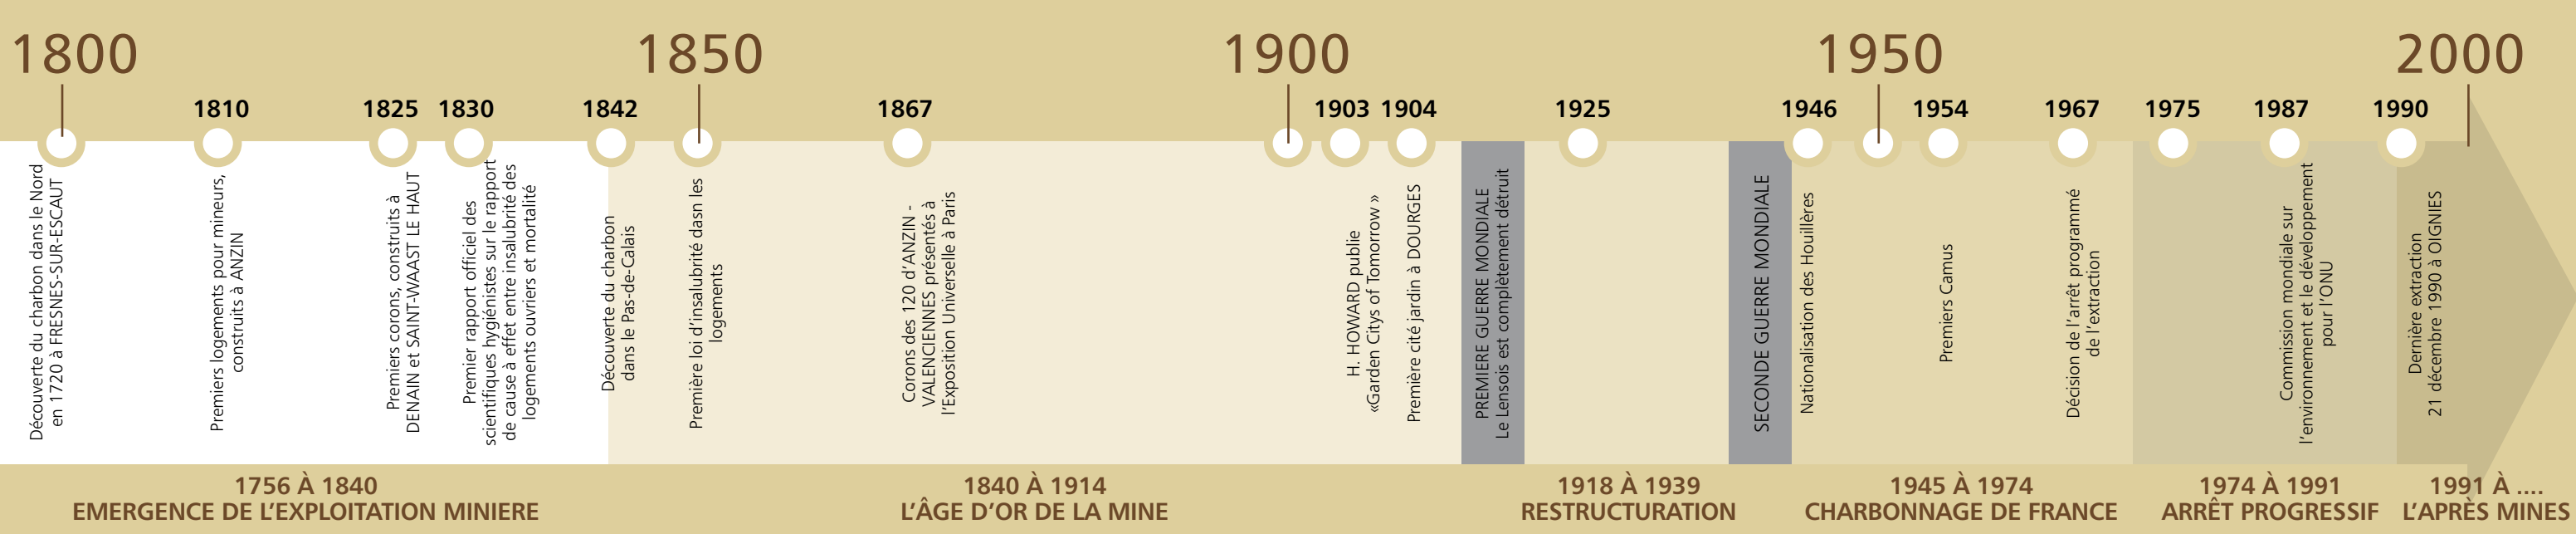 1800
1850
1900
1950
2000
1810
1825
1830
1842
1867
1903
1904
1925
1946
1954
1967
1975
1987
1990
Découverte du charbon dans le Nord
en 1720 à FRESNES-SUR-ESCAUT
Premiers logements pour mineurs,
construits à ANZIN
Premiers corons, construits à
DENAIN et SAINT-WAAST LE HAUT
Premier rapport officiel des
scientifiques hygiénistes sur le rapport
de cause à effet entre insalubrité des
logements ouvriers et mortalité
Découverte du charbon
dans le Pas-de-Calais
Première loi d’insalubrité dasn les
logements
Corons des 120 d’ANZIN -
VALENCIENNES présentés à
l’Exposition Universelle à Paris
H. HOWARD publie
«Garden Citys of Tomorrow »
Première cité jardin à DOURGES
PREMIERE GUERRE MONDIALE
Le Lensois est complètement détruit
SECONDE GUERRE MONDIALE
Nationalisation des Houillères
Premiers Camus
Décision de l’arrêt programmé
de l’extraction
Commission mondiale sur
l’environnement et le développement
pour l’ONU
Dernière extraction
21 décembre 1990 à OIGNIES
1756 À 1840
EMERGENCE DE L’EXPLOITATION MINIERE
1840 À 1914
L’ÂGE D’OR DE LA MINE
1918 À 1939
RESTRUCTURATION
1945 À 1974
CHARBONNAGE DE FRANCE
1974 À 1991
ARRÊT PROGRESSIF
1991 À ....
L’APRÈS MINES